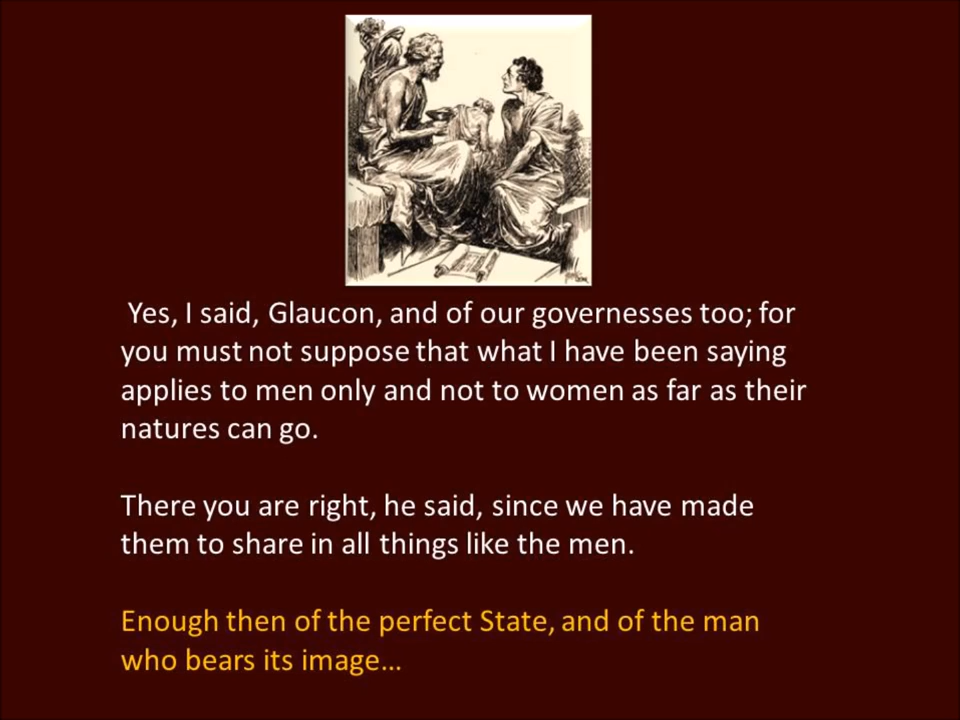 Yes, I said, Glaucon, and of our governesses too; for
you must not suppose that what I have been saying
applies to men only and not to women as far as their
natures can go.
There you are right, he said, since we have made
them to share in all things like the men.
Enough then of the perfect State, and of the man
who bears its image...